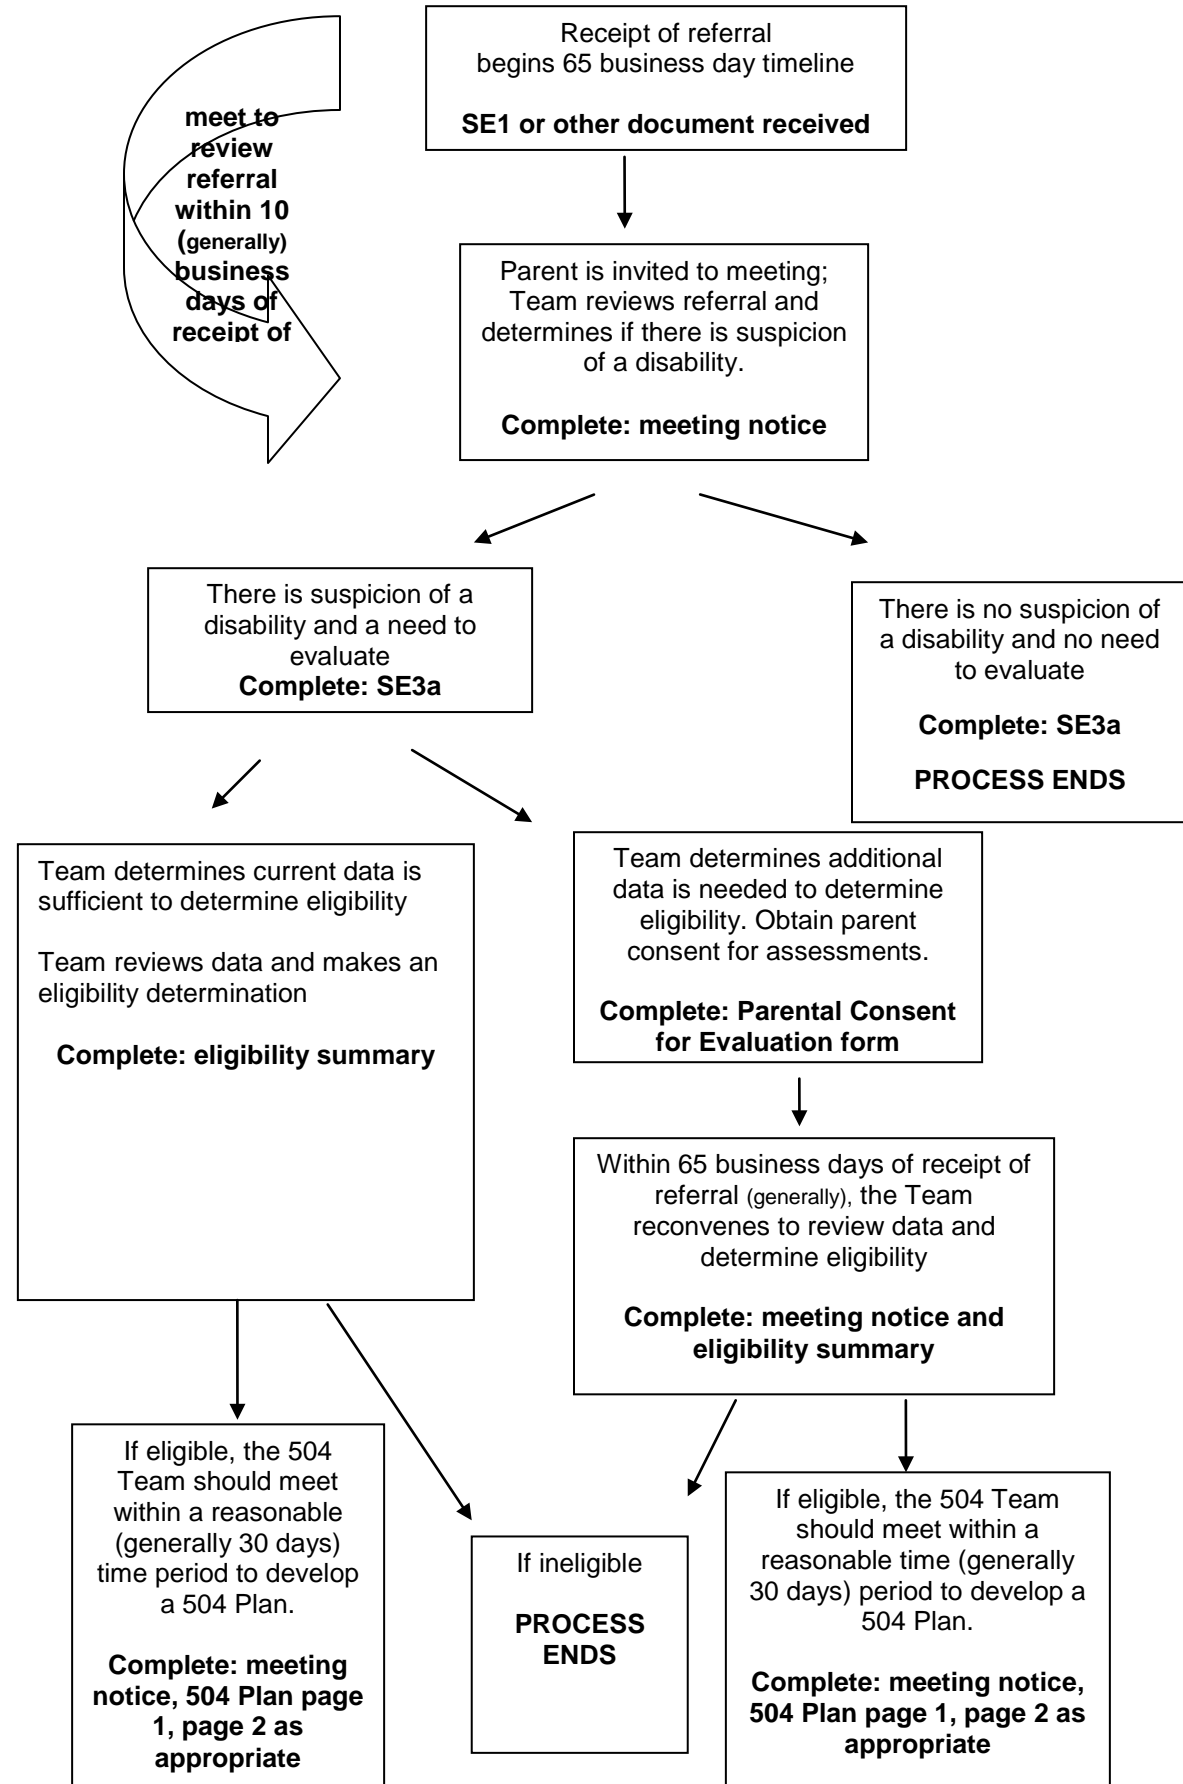 Receipt of referral
begins 65 business day timeline
SE1 or other document received
meet to
review
referral
within 10
(generally)
business
days of
receipt of
Parent is invited to meeting;
Team reviews referral and
determines if there is suspicion
of a disability.
Complete: meeting notice
There is suspicion of a
disability and a need to
evaluate
Complete: SE3a
There is no suspicion of
a disability and no need
to evaluate
Complete: SE3a
PROCESS ENDS
Team determines current data is
sufficient to determine eligibility
Team reviews data and makes an
eligibility determination
Complete: eligibility summary
Team determines additional
data is needed to determine
eligibility. Obtain parent
consent for assessments.
Complete: Parental Consent
for Evaluation form
Within 65 business days of receipt of
referral (generally), the Team
reconvenes to review data and
determine eligibility
Complete: meeting notice and
eligibility summary
If eligible, the 504
Team should meet
within a reasonable
(generally 30 days)
time period to develop
a 504 Plan.
Complete: meeting
notice, 504 Plan page
1, page 2 as
appropriate
If ineligible
PROCESS
ENDS
If eligible, the 504 Team
should meet within a
reasonable time (generally
30 days) period to develop a
504 Plan.
Complete: meeting notice,
504 Plan page 1, page 2 as
appropriate